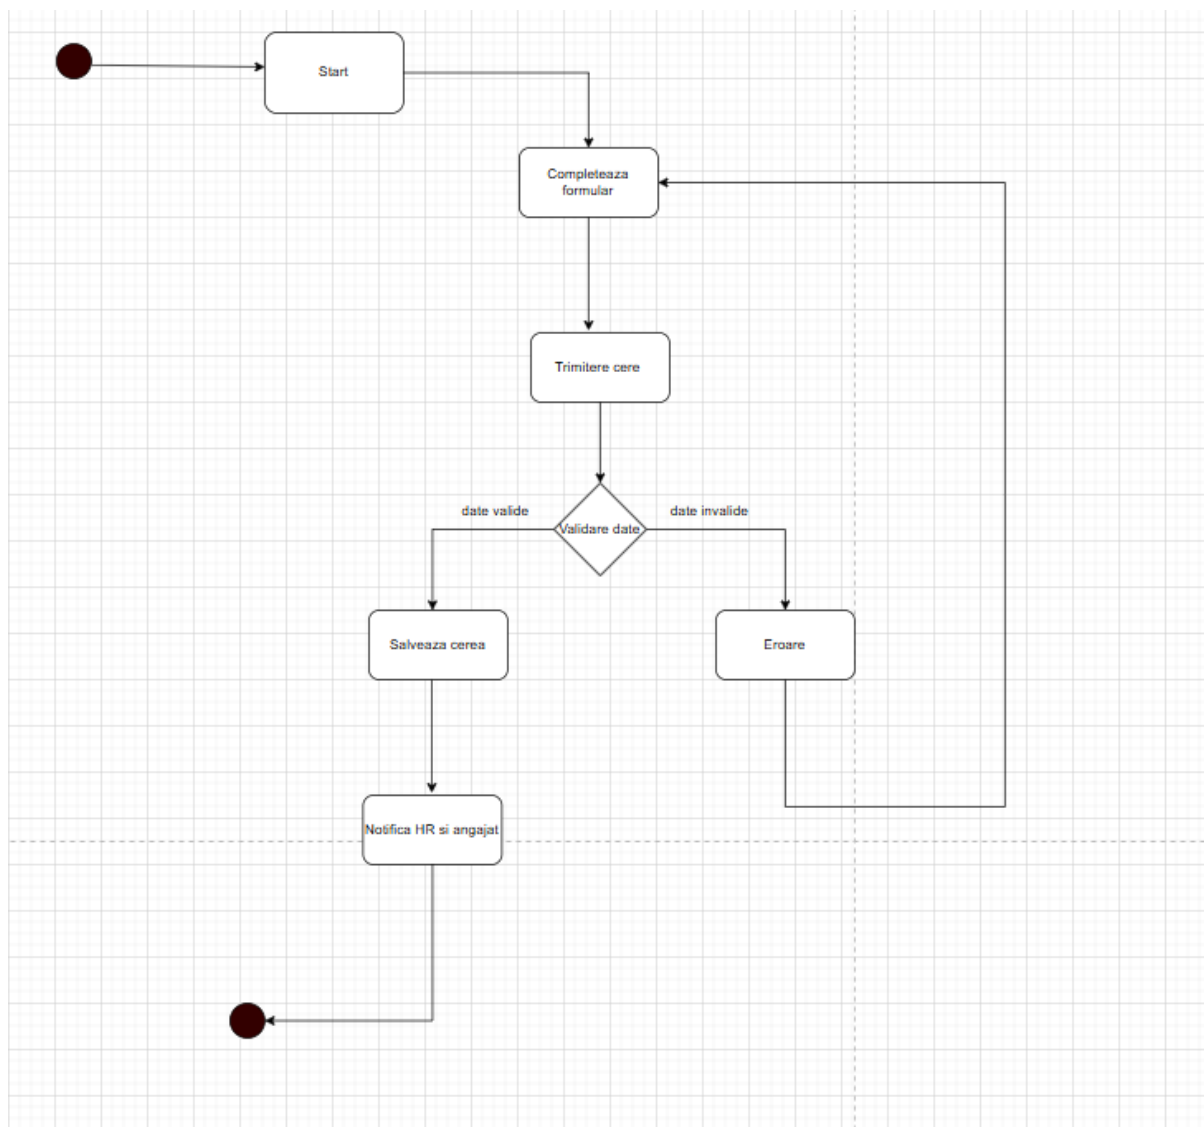 Start
Completeaza
formular
Trimitere cere
date valide
date invalide
Validare date
Salveaza cerea
Eroare
Notifica HR si angajat